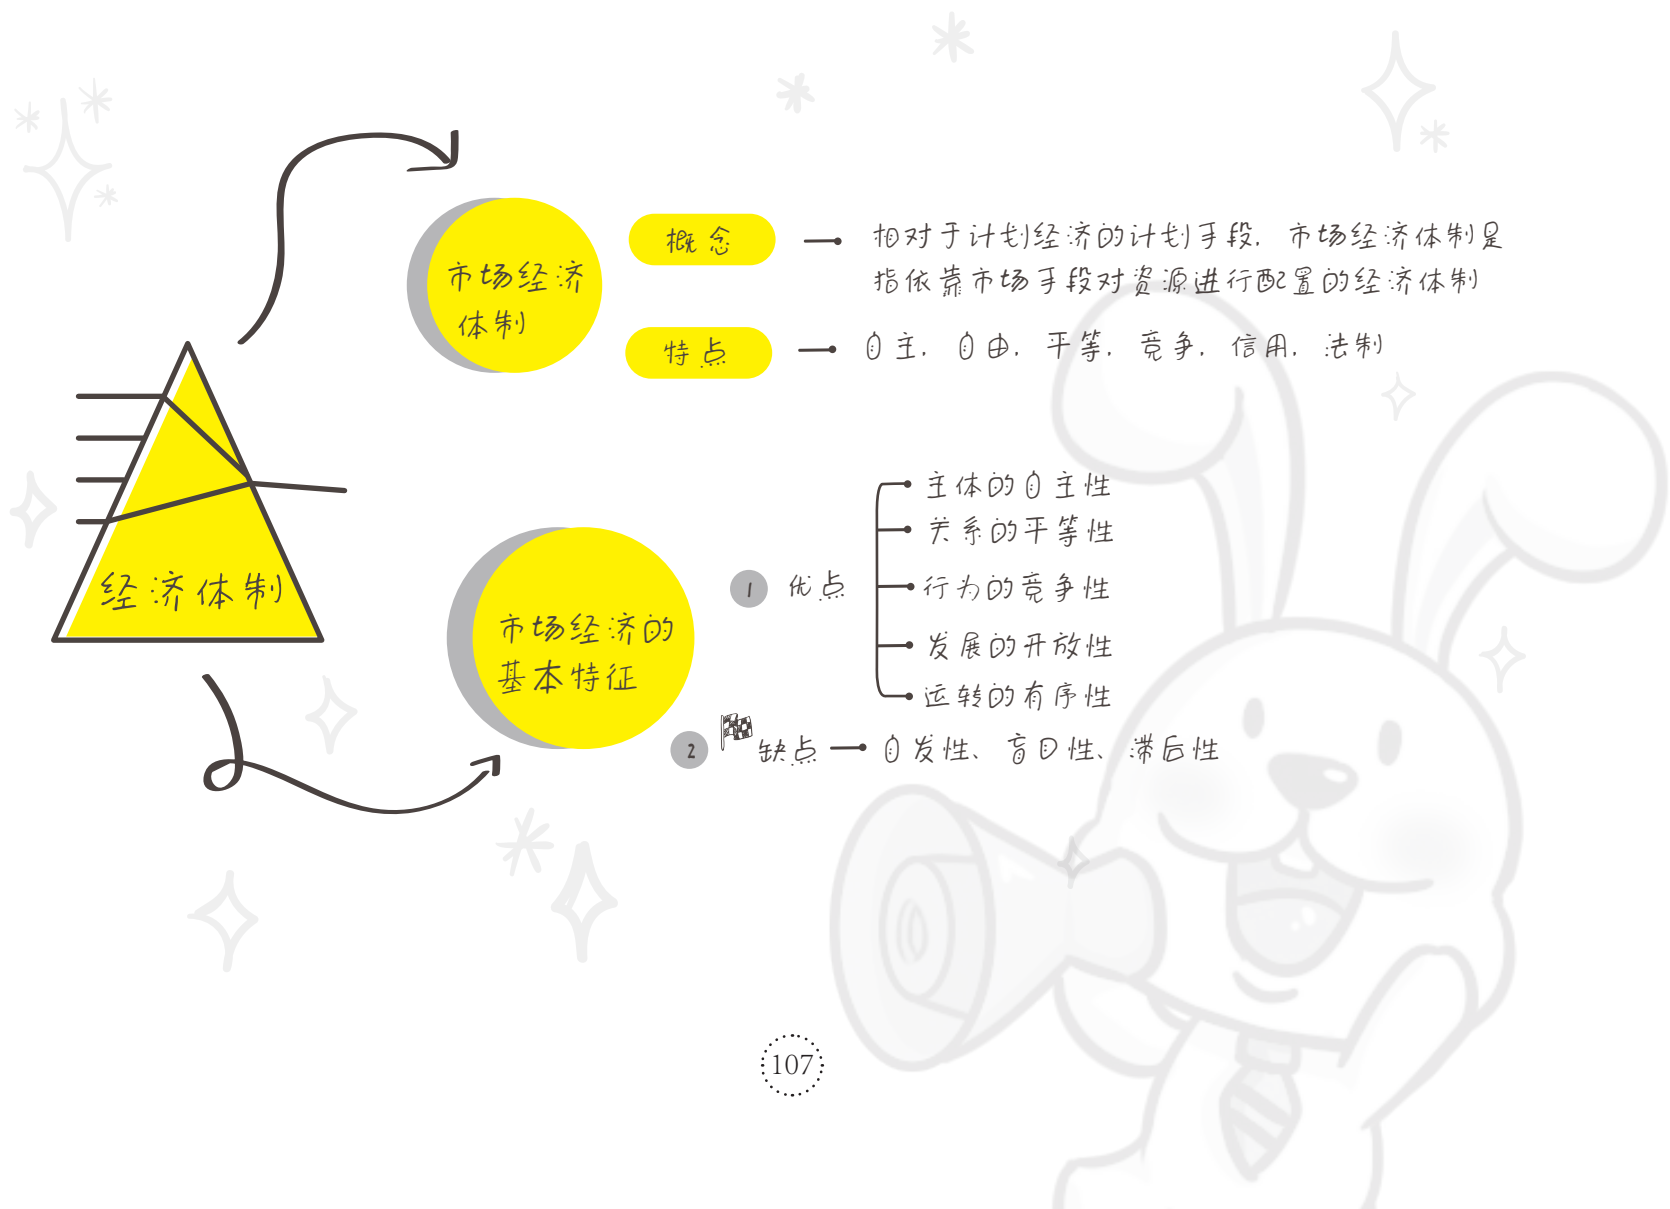 经济体制
市场经济
体制
概念
相对于计划经济的计划手段, 市场经济体制是
指依靠市场手段对资源进行配置的经济体制
特点
自主, 自由, 平等, 竞争, 信用, 法制
市场经济的
基本特征
1 优点
主体的自主性
关系的平等性
行为的竞争性
发展的开放性
运转的有序性
2 缺点
自发性、盲目性、滞后性
107